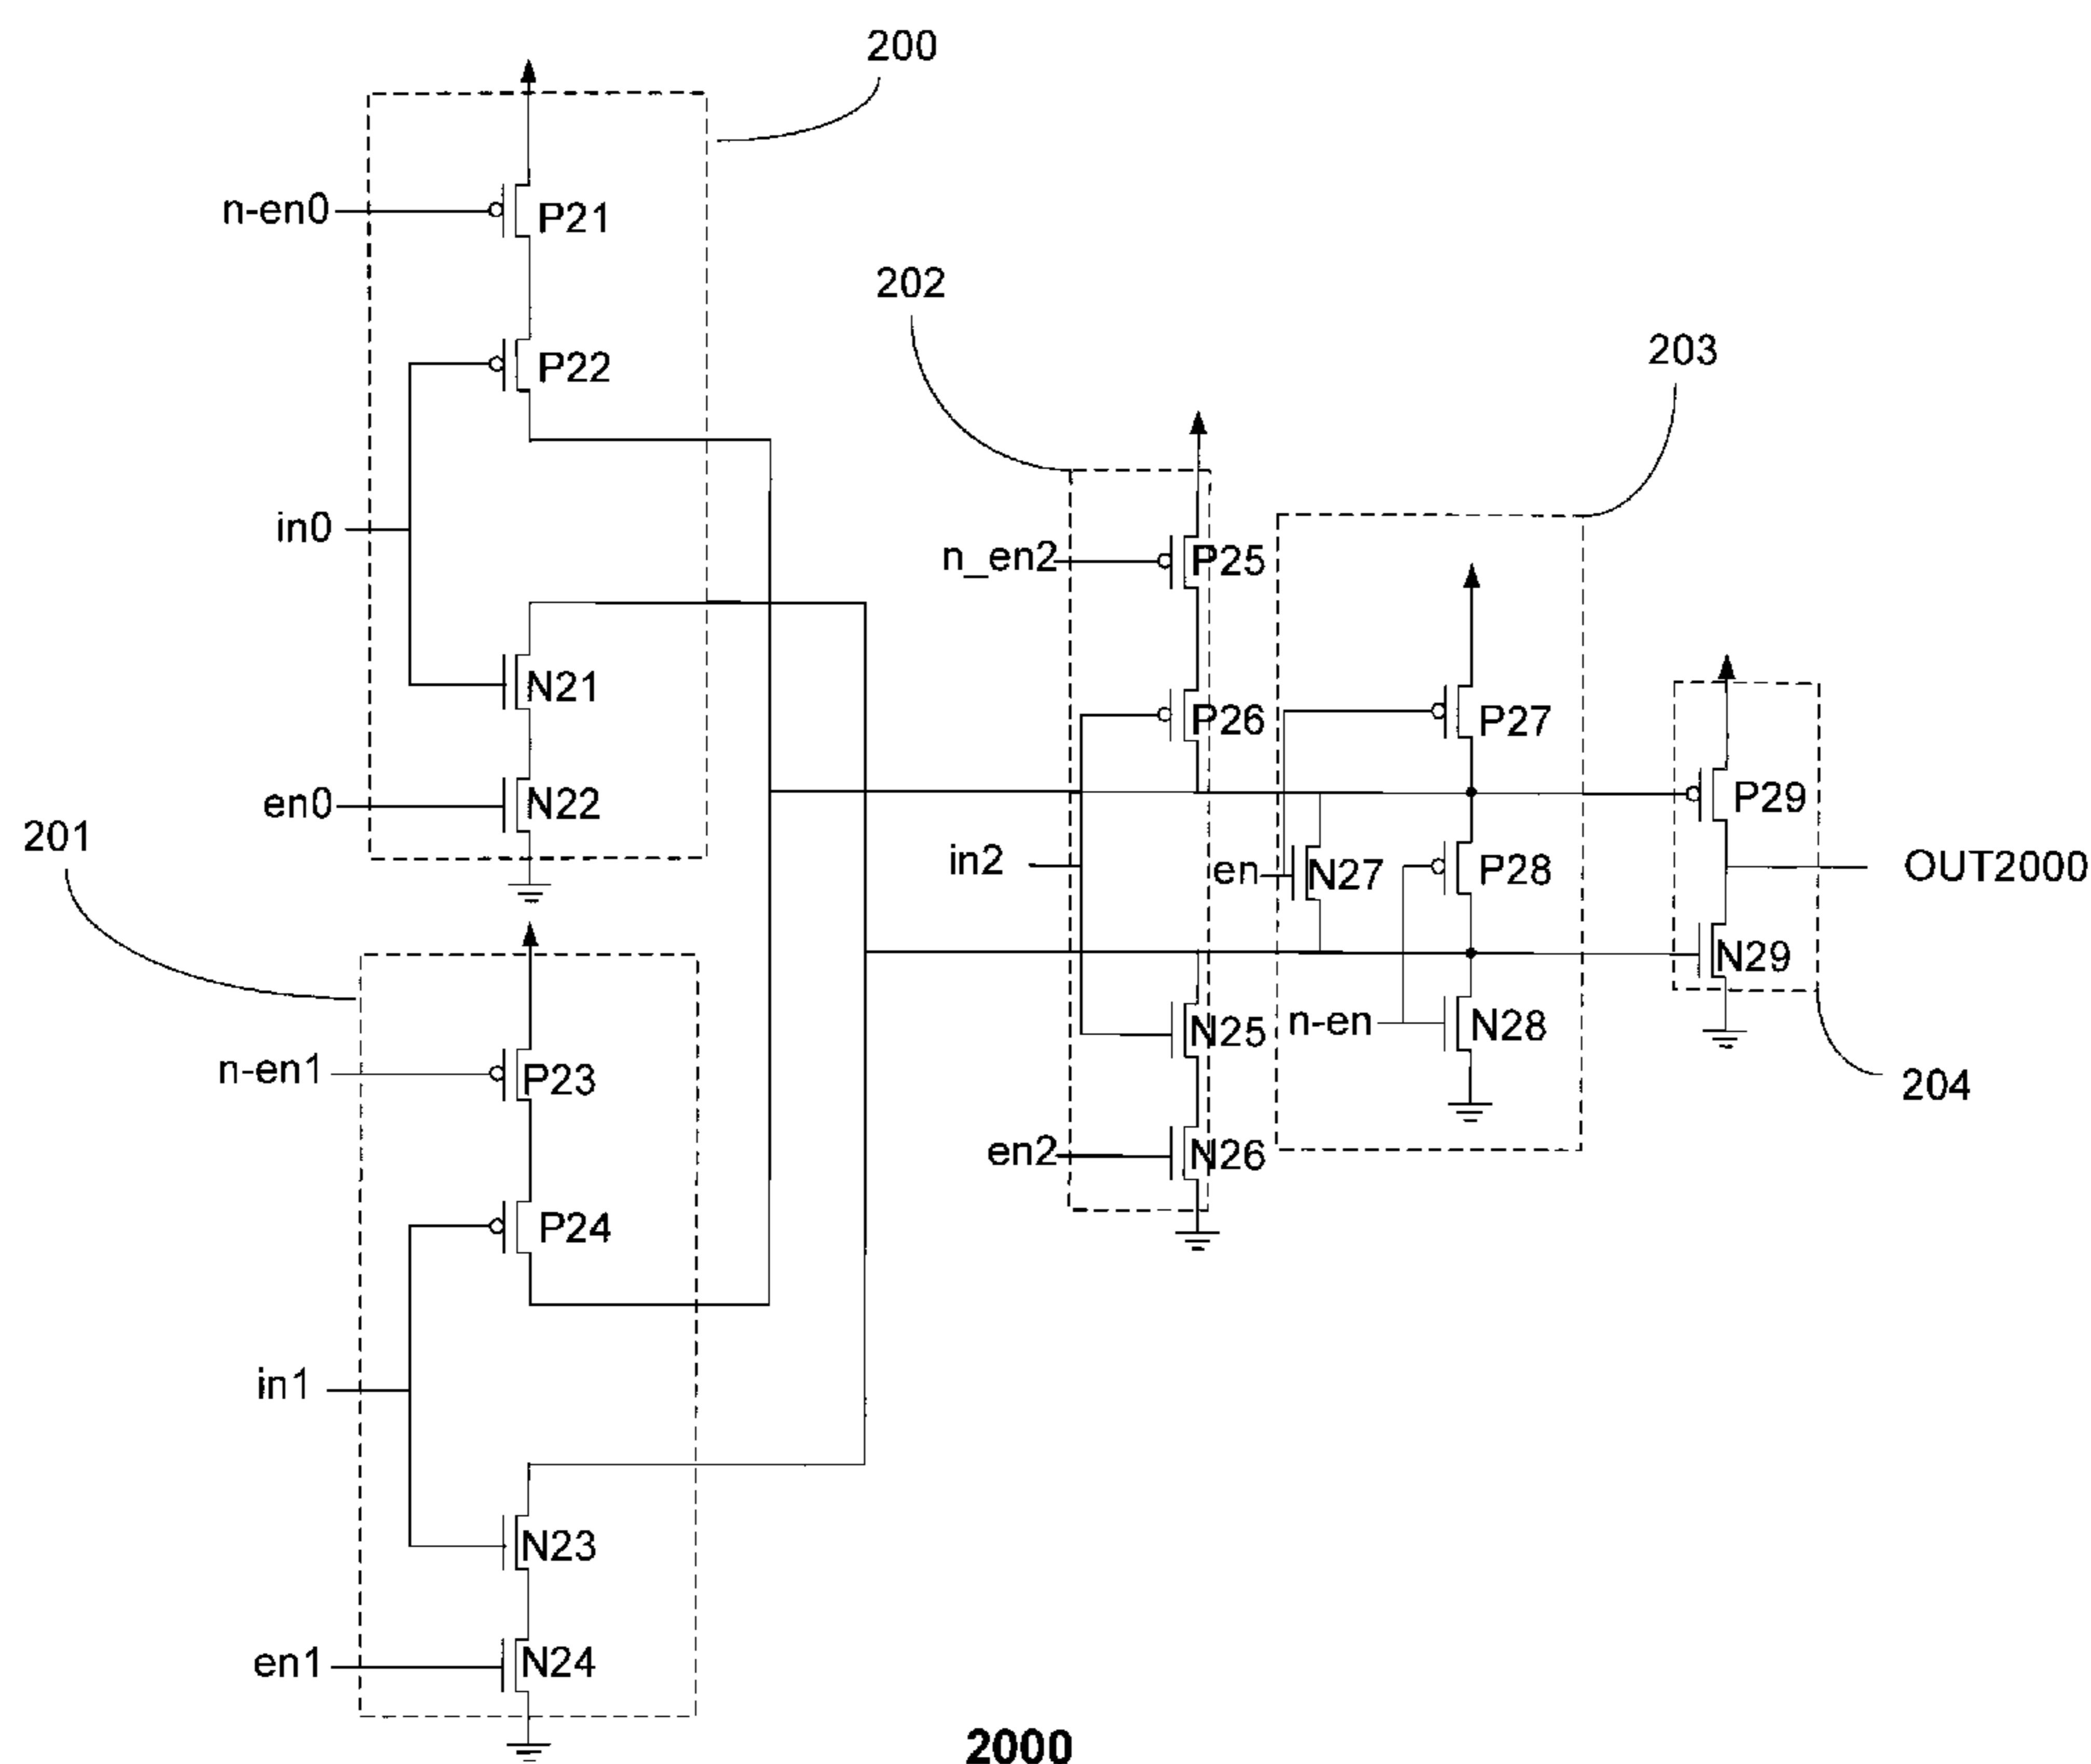 200
n-en0
P21
202
203
P22
in0
n_en2
P25
N21
P26
P27
en0
N22
P29
201
in2
en
N27
P28
OUT2000
N29
n-en1
P23
N25
n-en
N28
204
en2
N26
P24
in1
N23
en1
N24
2000